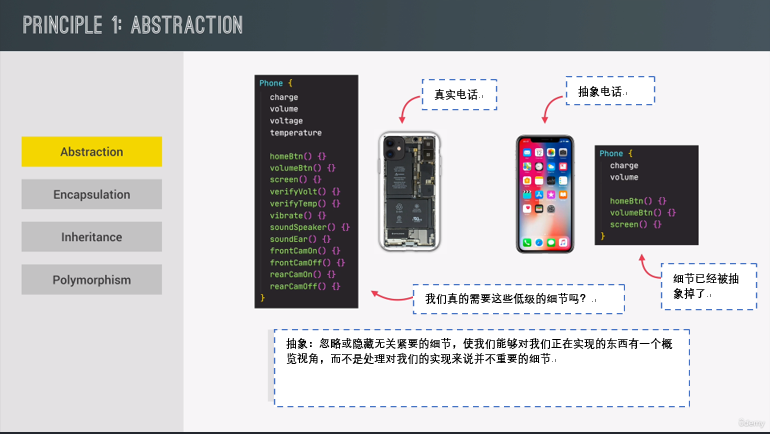 PRINCIPLE 1: ABSTRACTION
Abstraction
Encapsulation
Inheritance
Polymorphism
Phone {
charge
volume
voltage
temperature
homeBtn() {}
volumeBtn() {}
screen() {}
verifyVolt() {}
verifyTemp() {}
vibrate() {}
soundSpeaker() {}
soundEar() {}
frontCamOn() {}
frontCamOff() {}
rearCamOn() {}
rearCamOff() {}
}
真实电话
抽象电话
Phone {
charge
volume
homeBtn() {}
volumeBtn() {}
screen() {}
}
我们真的需要这些低级的细节吗？
细节已经被抽
象掉了.
抽象：忽略或隐藏无关紧要的细节，使我们能够对我们正在实现的东西有一个概
览视角，而不是处理对我们的实现来说并不重要的细节.
Udemy